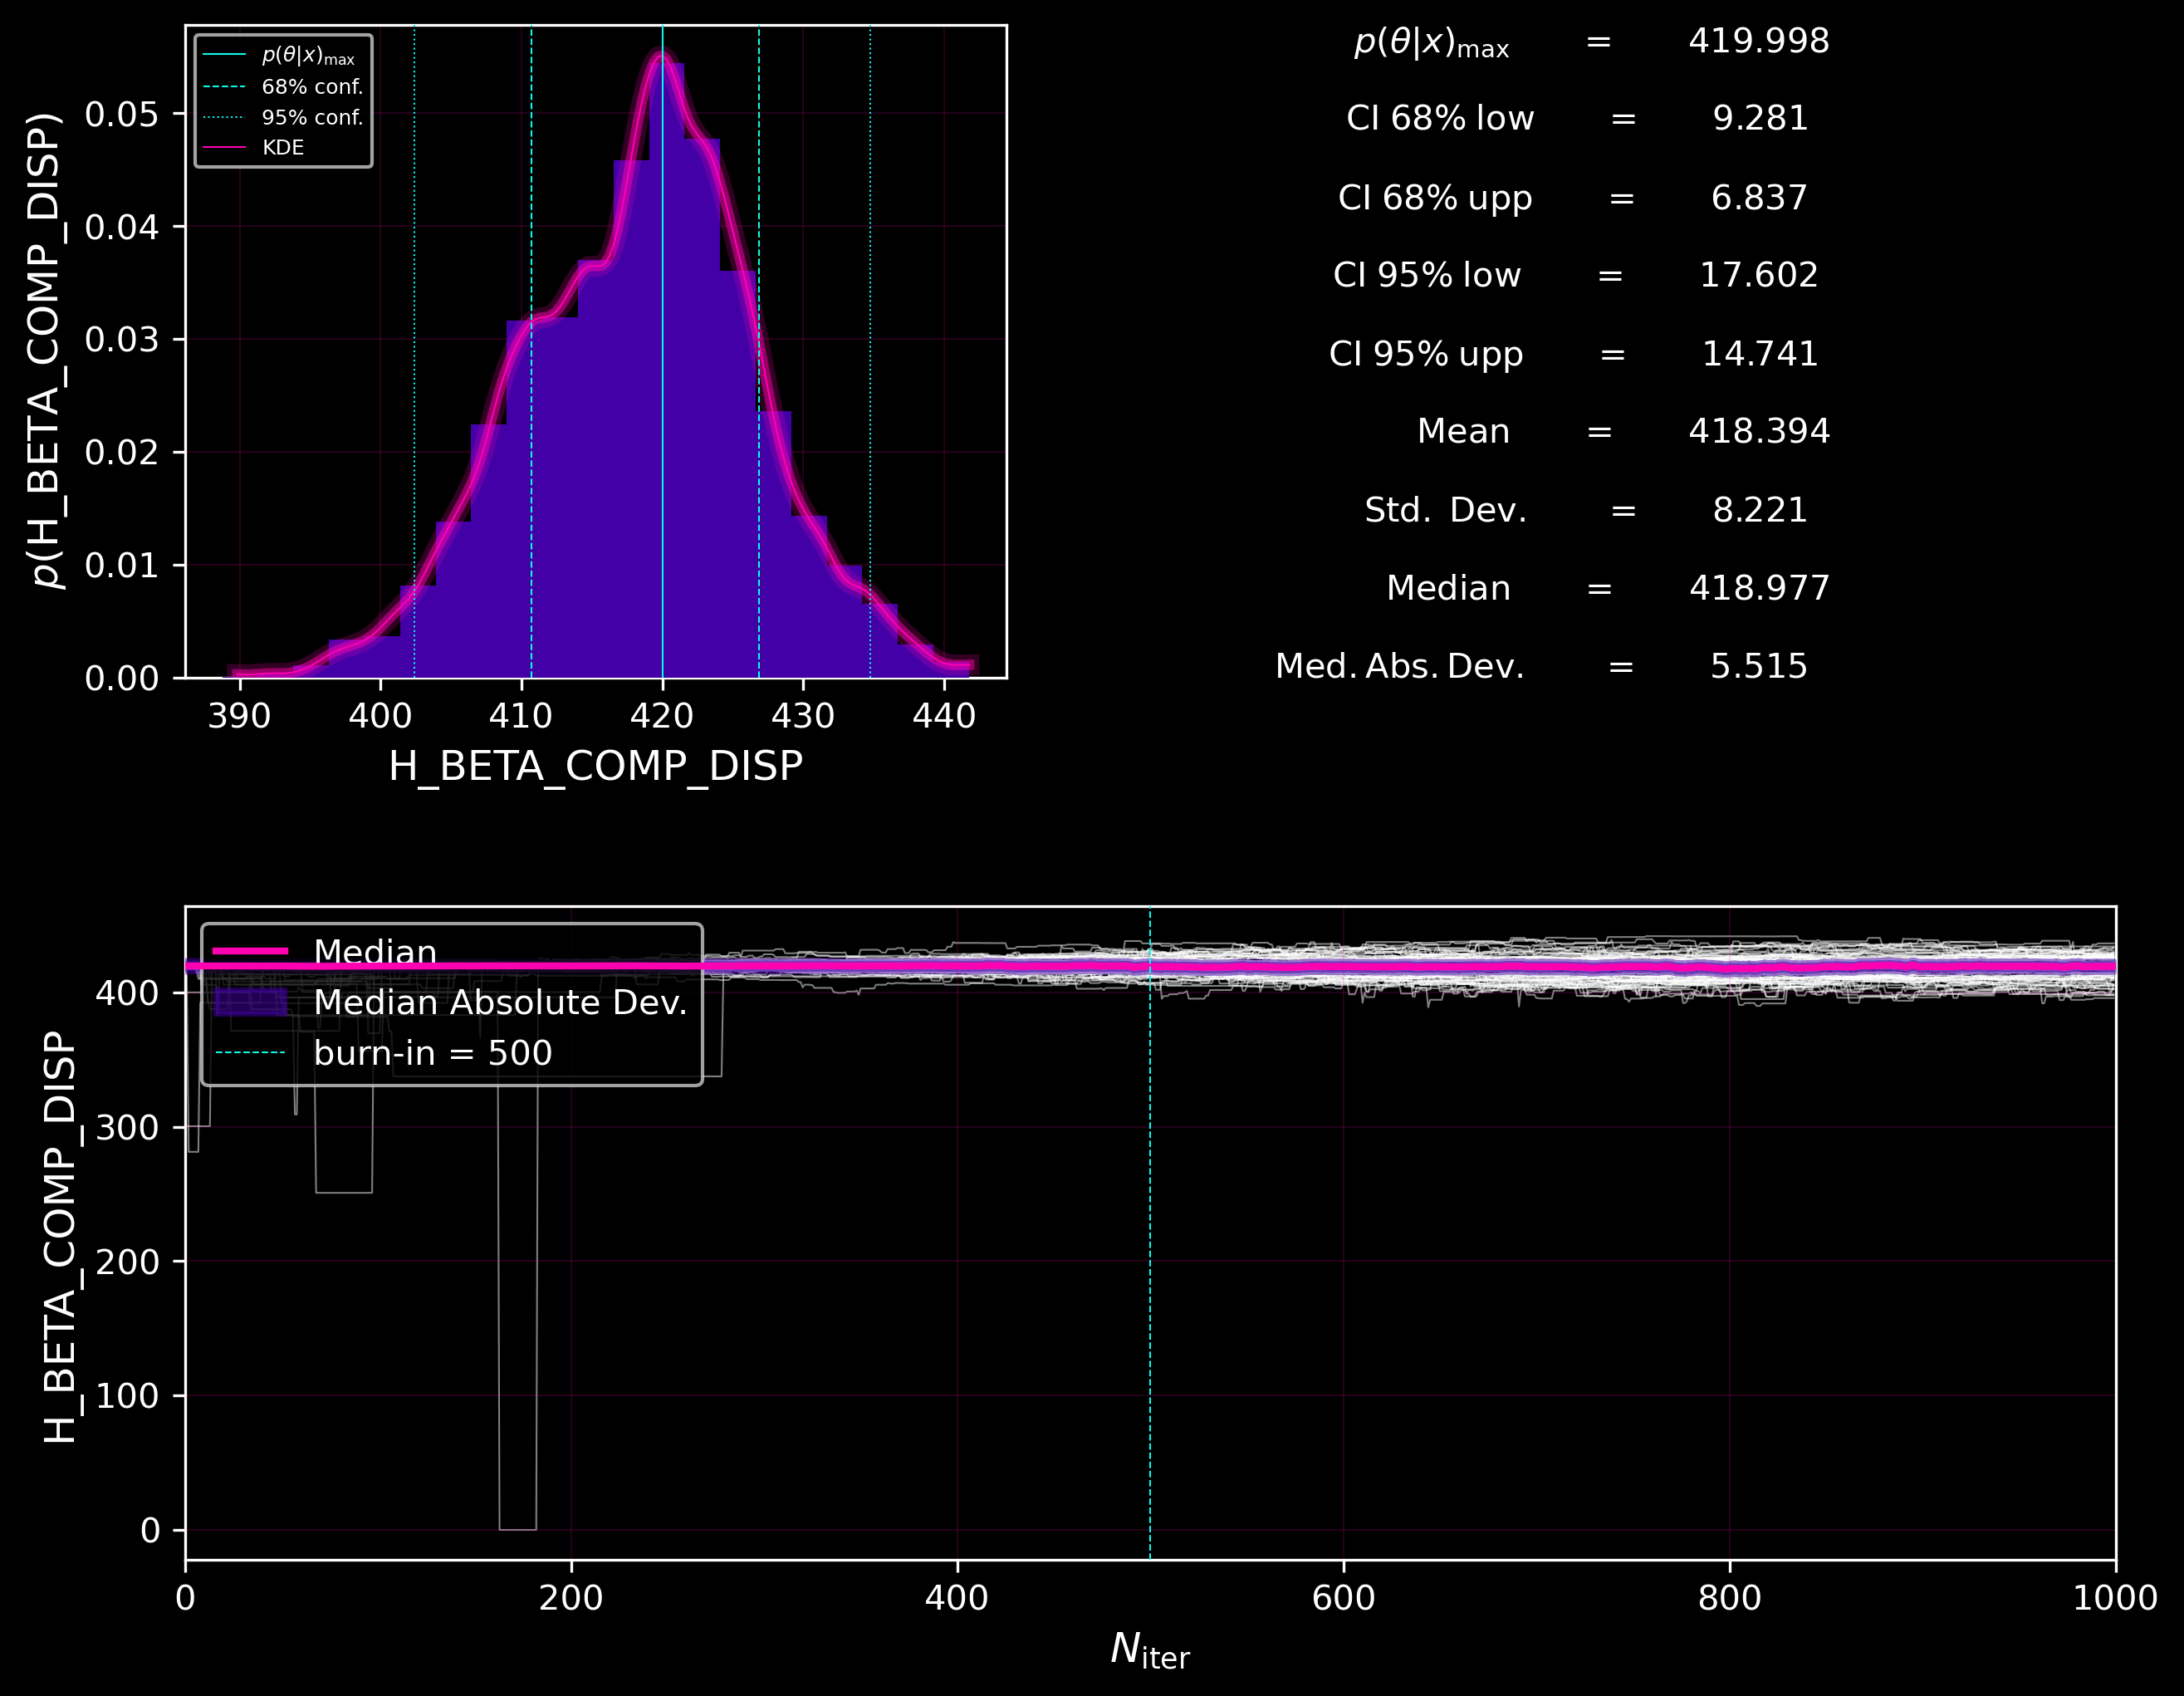 p(θ|x)max
68% conf.
95% conf.
KDE
p(H_BETA_COMP_DISP)
0.05
0.04
0.03
0.02
0.01
0.00
390 400 410 420 430 440
H_BETA_COMP_DISP
p(θ|x)max = 419.998
CI 68% low = 9.281
CI 68% upp = 6.837
CI 95% low = 17.602
CI 95% upp = 14.741
Mean = 418.394
Std. Dev. = 8.221
Median = 418.977
Med. Abs. Dev. = 5.515
Median
Median Absolute Dev.
burn-in = 500
H_BETA_COMP_DISP
400
300
200
100
0
0 200 400 600 800 1000
Niter